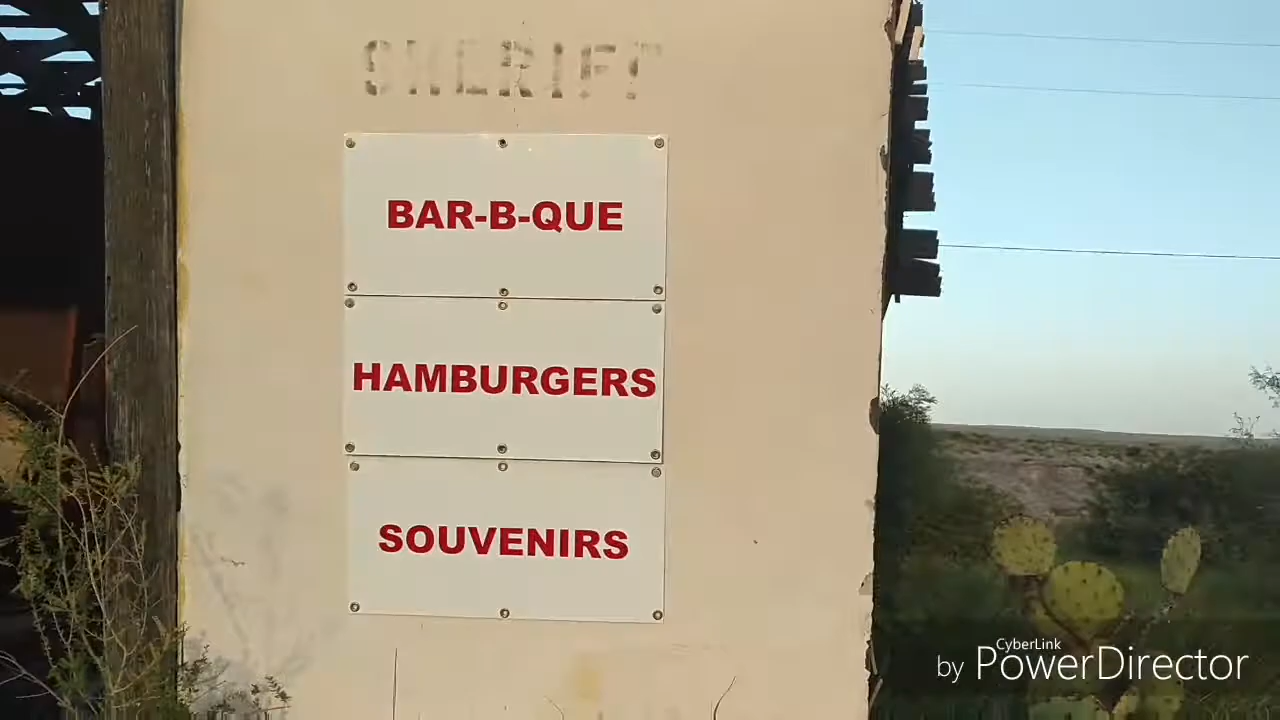 SHERIFF
BAR-B-QUE
HAMBURGERS
SOUVENIRS
CyberLink
by PowerDirector